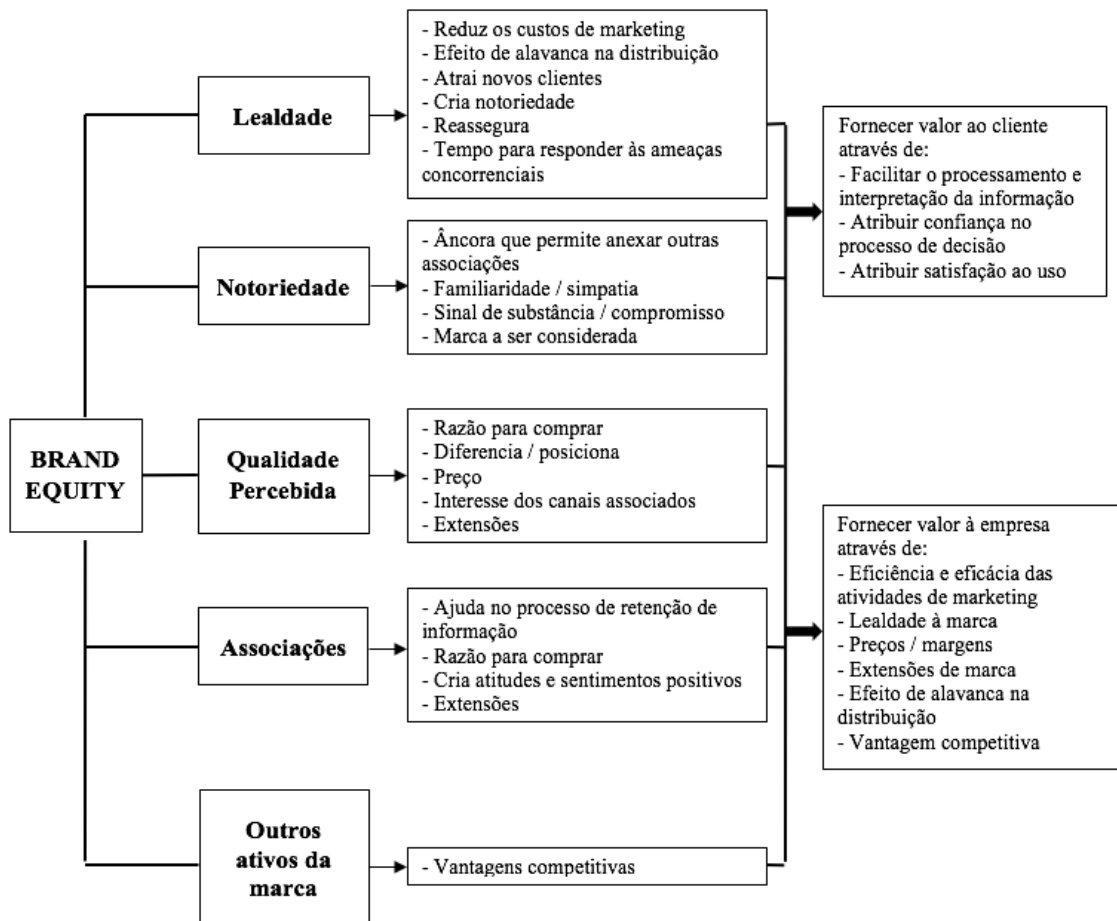 BRAND
EQUITY
Lealdade
- Reduz os custos de marketing
- Efeito de alavanca na distribuição
- Atrai novos clientes
- Cria notoriedade
- Reassegura
- Tempo para responder às ameaças
concorrenciais
Notoriedade
- Âncora que permite anexar outras
associações
- Familiaridade / simpatia
- Sinal de substância / compromisso
- Marca a ser considerada
Qualidade
Percebida
- Razão para comprar
- Diferencia / posiciona
- Preço
- Interesse dos canais associados
- Extensões
Associações
- Ajuda no processo de retenção de
informação
- Razão para comprar
- Cria atitudes e sentimentos positivos
- Extensões
Outros
ativos da
marca
- Vantagens competitivas
Fornecer valor ao cliente
através de:
- Facilitar o processamento e
interpretação da informação
- Atribuir confiança no
processo de decisão
- Atribuir satisfação ao uso
Fornecer valor à empresa
através de:
- Eficiência e eficácia das
atividades de marketing
- Lealdade à marca
- Preços / margens
- Extensões de marca
- Efeito de alavanca na
distribuição
- Vantagem competitiva